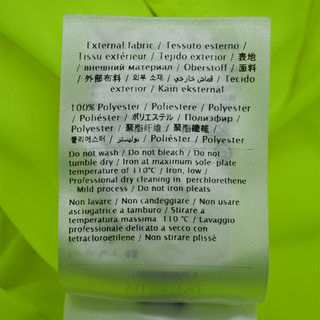 External fabric / Tessuto esterno /
Tissu extérieur / Tejido exterior / 表地
/ внешний материал / Oberstoff / 面料
/ 外部布料 / 외부 소재 / قماش خارجي / Tecido
exterior / Kain eksternal
100% Polyester / Poliestere / Polyester
/ Poliéster / ポリエステル / Полиэфир /
Polyester / 聚酯纤维 / 聚酯纖維 /
폴리에스터 / بوليستر / Poliéster / Polyester
Do not wash / Do not bleach / Do not
tumble dry / Iron at maximum sole- plate
temperature of 110°C / Iron, low /
Professional dry cleaning in perchlorethene
- Mild process / Do not iron pleats
Non lavare / Non candeggiare / Non usare
asciugatrice a tamburo / Stirare a
temperatura massima 110 °C / Lavaggio
professionale delicato a secco con
tetracloroetilene / Non stirare plissè